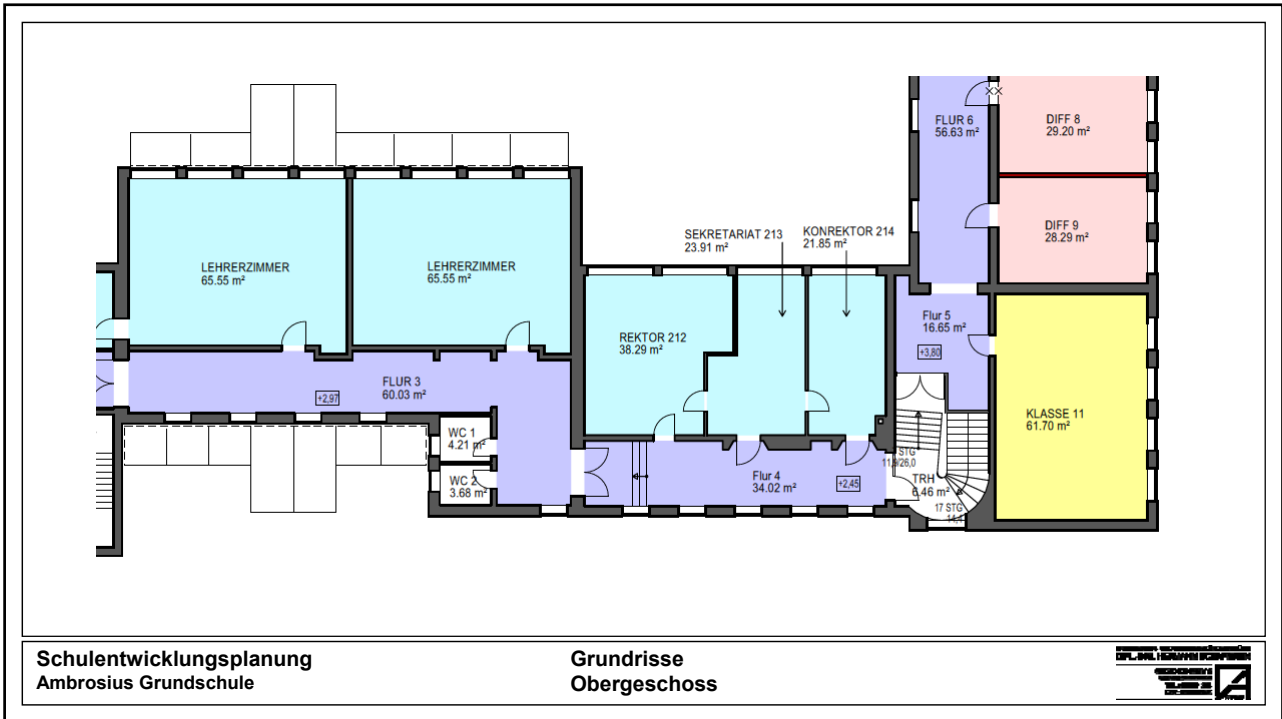 FLUR 6
56.63 m²
DIFF 8
29.20 m²
DIFF 9
28.29 m²
SEKRETARIAT 213
23.91 m²
KONREKTOR 214
21.85 m²
LEHRERZIMMER
65.55 m²
LEHRERZIMMER
65.55 m²
REKTOR 212
38.29 m²
Flur 5
16.65 m²
+3,80
FLUR 3
60.03 m²
+2,97
KLASSE 11
61.70 m²
WC 1
4.21 m²
WC 2
3.68 m²
STG
Flur 4
34.02 m²
+2,45
TRH
6.46 m²
17 STG
Schulentwicklungsplanung
Ambrosius Grundschule
Grundrisse
Obergeschoss